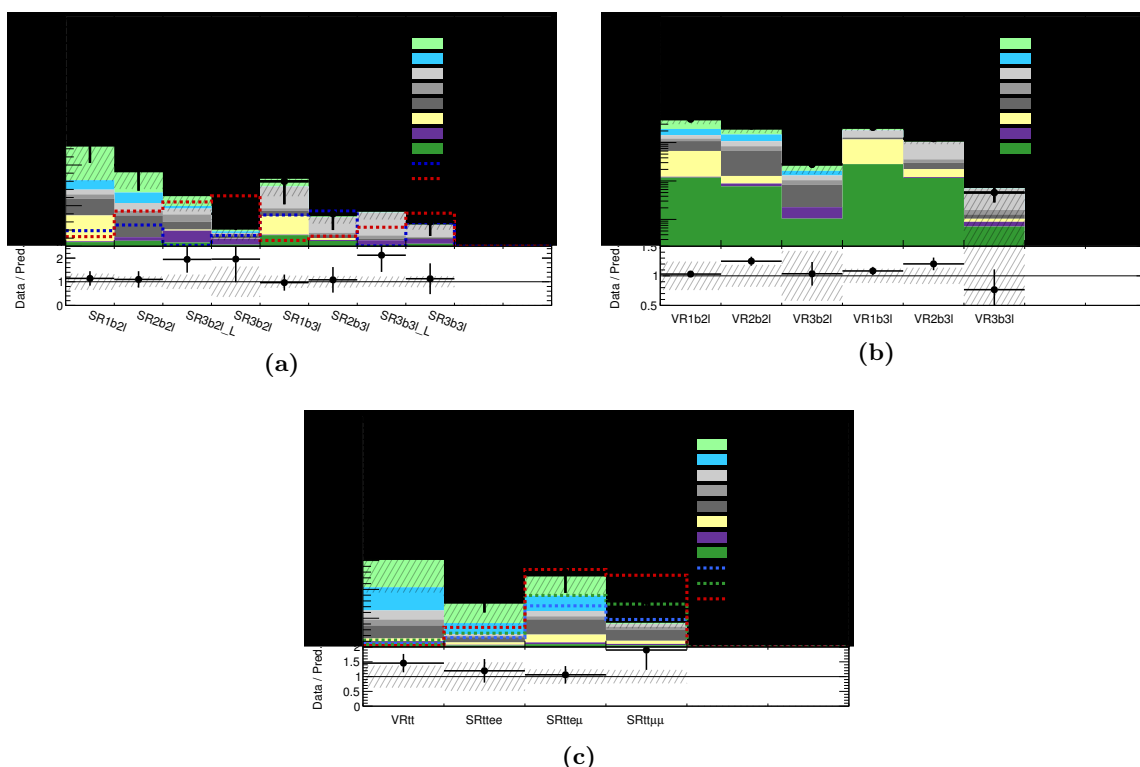 Data / Pred.
2
1
0
SR1b2l
SR2b2l
SR3b2l_L
SR3b2l
SR1b3l
SR2b3l
SR3b3l_L
SR3b3l
(a)
Data / Pred.
1.5
1
0.5
VR1b2l
VR2b2l
VR3b2l
VR1b3l
VR2b3l
VR3b3l
(b)
Data / Pred.
2
1.5
1
0.5
0
VRtt
SRttee
SRtteμ
SRttμμ
(c)